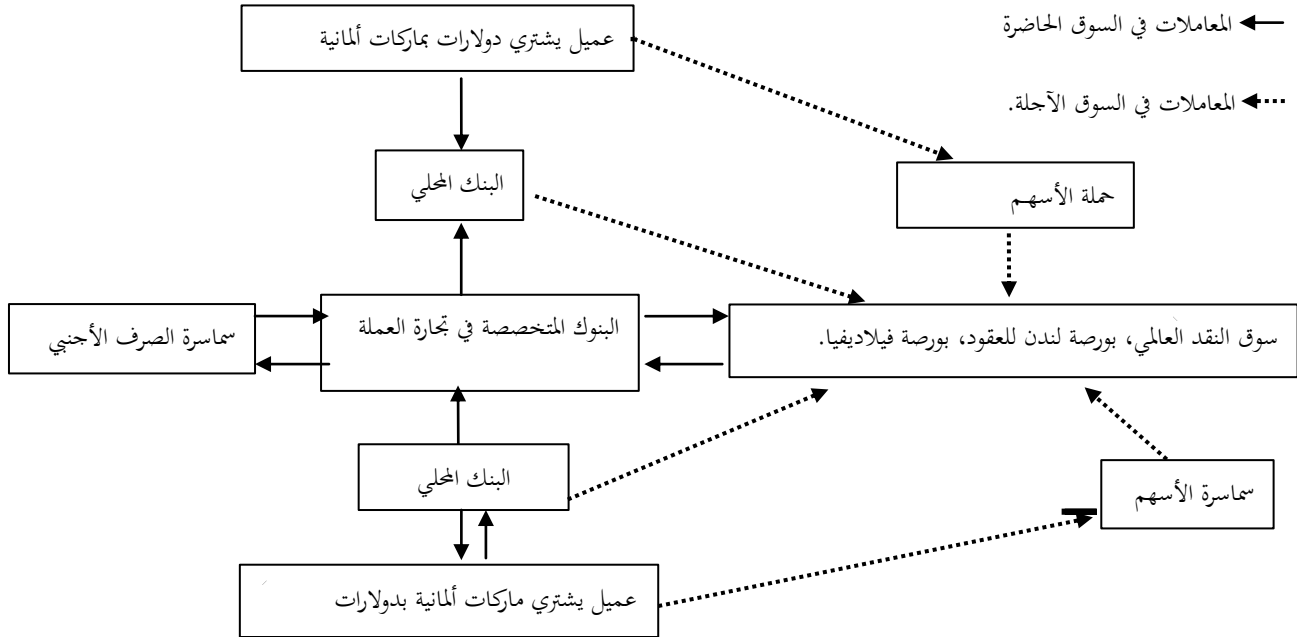 المعاملات في السوق الحاضرة
عميل يشتري دولارات بماركات ألمانية
المعاملات في السوق الآجلة.
البنك المحلي
حملة الأسهم
سماسرة الصرف الأجنبي
البنوك المتخصصة في تجارة العملة
سوق النقد العالمي، بورصة لندن للعقود، بورصة فيلاديفيا.
البنك المحلي
سماسرة الأسهم
عميل يشتري ماركات ألمانية بدولارات